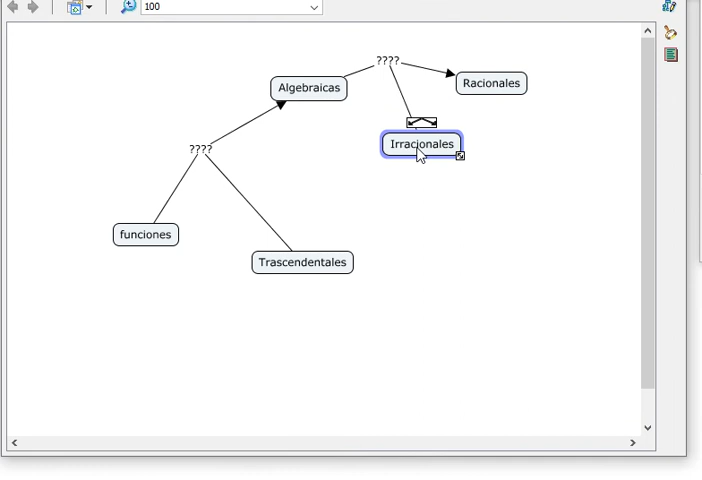 100
????
Algebraicas
Racionales
Irracionales
????
funciones
Trascendentales